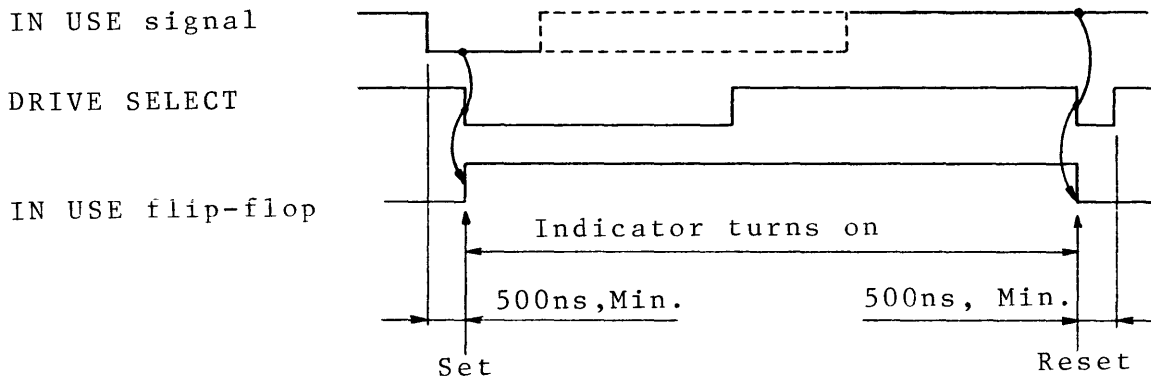 IN USE signal
DRIVE SELECT
IN USE flip-flop
Indicator turns on
500ns,Min.
500ns, Min.
Set
Reset